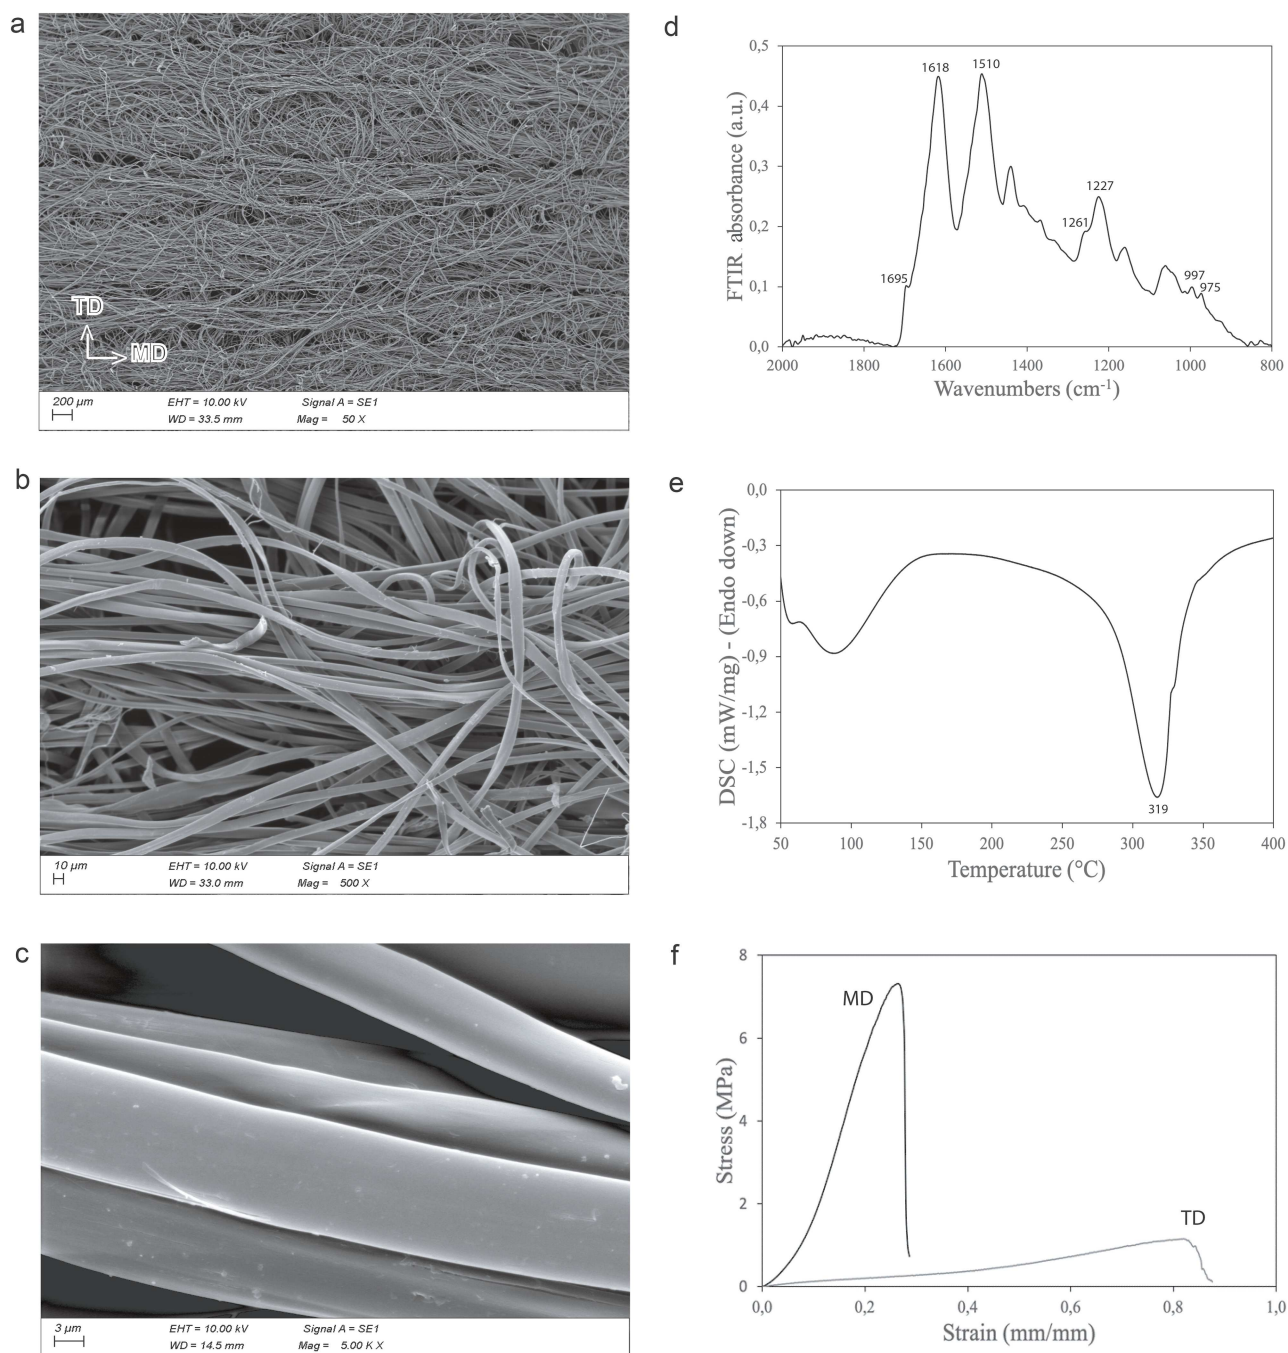 a
TD
MD
200 µm
EHT = 10.00 kV
Signal A = SE1
WD = 33.5 mm
Mag = 50 X
b
10 µm
EHT = 10.00 kV
Signal A = SE1
WD = 33.0 mm
Mag = 500 X
c
3 µm
EHT = 10.00 kV
Signal A = SE1
WD = 14.5 mm
Mag = 5.00 K X
d
FTIR absorbance (a.u.)
0,5
0,4
0,3
0,2
0,1
0,0
1618
1510
1695
1261
1227
997
975
2000
1800
1600
1400
1200
1000
800
Wavenumbers (cm-1)
e
DSC (mW/mg) - (Endo down)
0,0
-0,3
-0,6
-0,9
-1,2
-1,5
-1,8
319
50
100
150
200
250
300
350
400
Temperature (°C)
f
Stress (MPa)
8
6
4
2
0
MD
TD
0,0
0,2
0,4
0,6
0,8
1,0
Strain (mm/mm)